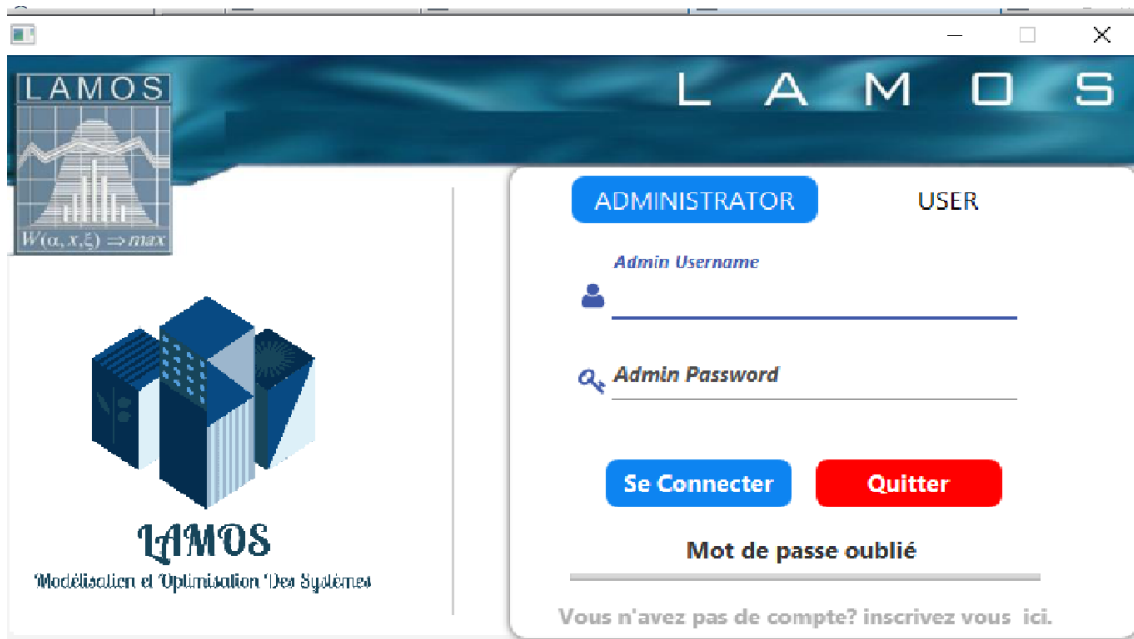 LAMOS
L A M O S
W(α, x,ξ) ⇒ max
ADMINISTRATOR
USER
Admin Username
Admin Password
Se Connecter
Quitter
Mot de passe oublié
Vous n'avez pas de compte? inscrivez vous ici.
LAMOS
Modélisation et Optimisation Des Systèmes